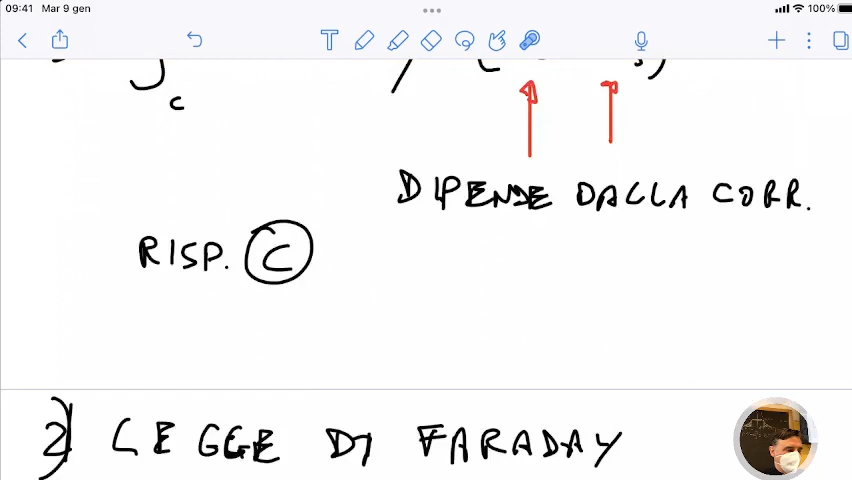 09:41 Mar 9 gen 100%
T
c
DIPENDE DALLA CORR.
RISP. C
2) LEGGE DI FARADAY